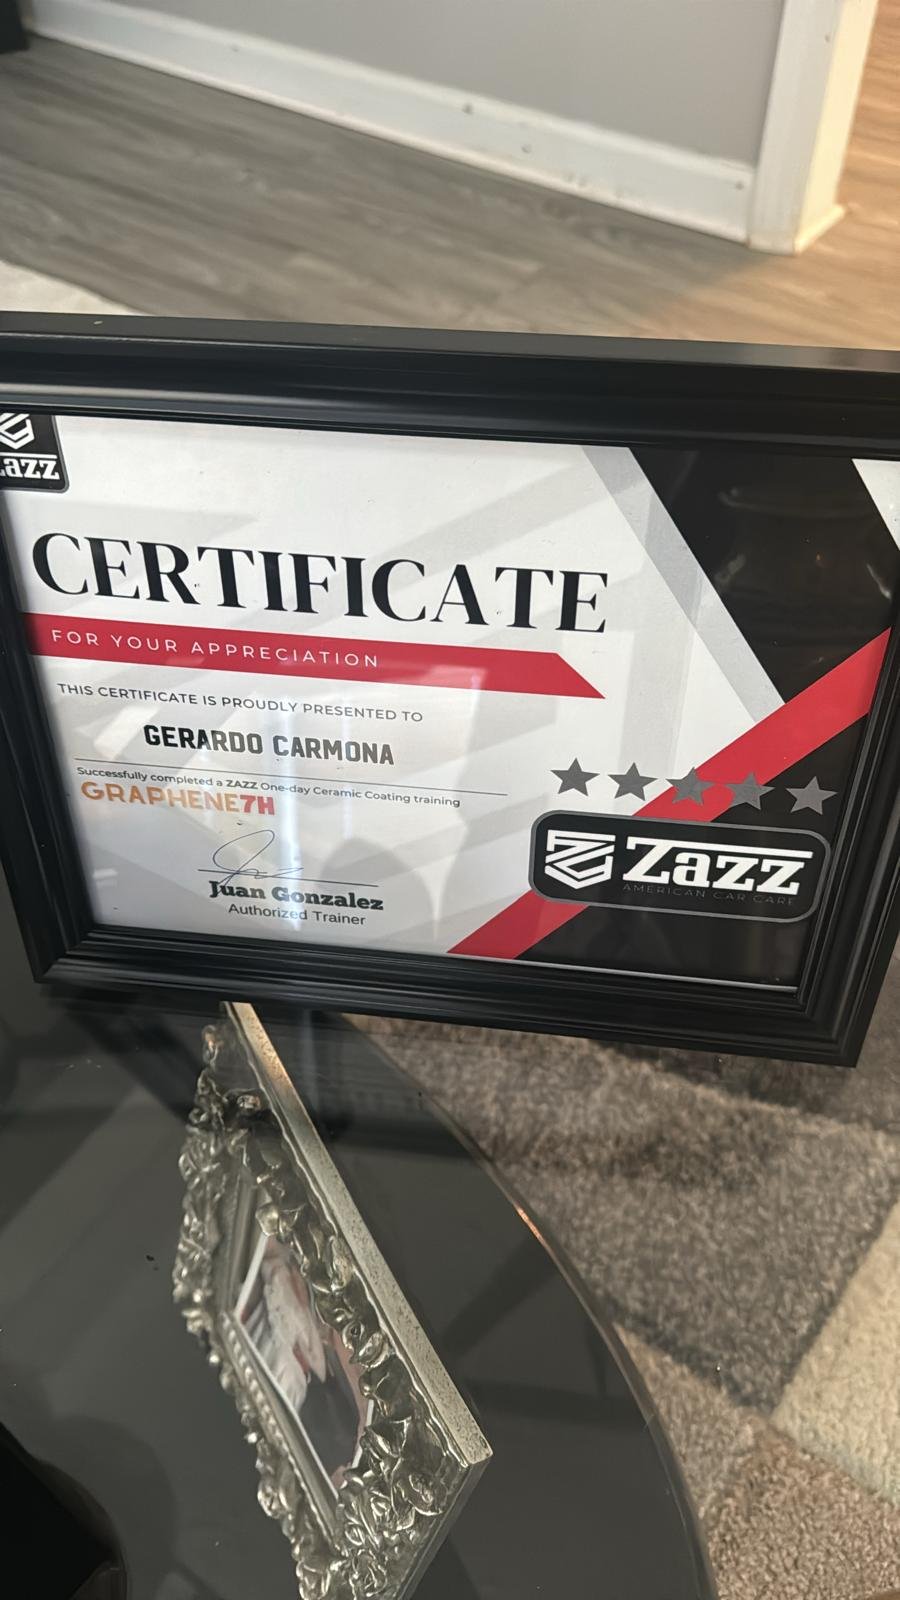 Zazz
CERTIFICATE
FOR YOUR APPRECIATION
THIS CERTIFICATE IS PROUDLY PRESENTED TO
GERARDO CARMONA
Successfully completed a ZAZZ One-day Ceramic Coating training
GRAPHENE7H
Juan Gonzalez
Authorized Trainer
Zazz
AMERICAN CAR CARE